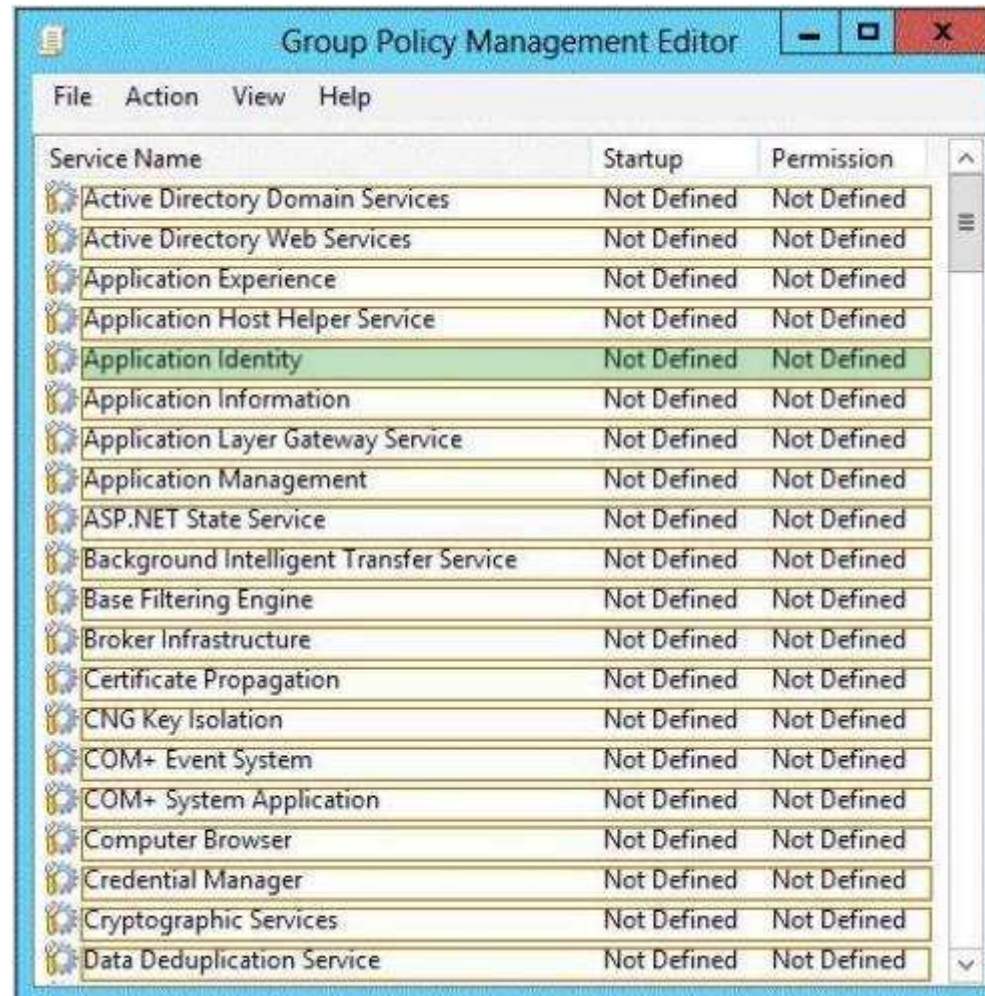 Group Policy Management Editor
File Action View Help
Service Name Startup Permission
Active Directory Domain Services Not Defined Not Defined
Active Directory Web Services Not Defined Not Defined
Application Experience Not Defined Not Defined
Application Host Helper Service Not Defined Not Defined
Application Identity Not Defined Not Defined
Application Information Not Defined Not Defined
Application Layer Gateway Service Not Defined Not Defined
Application Management Not Defined Not Defined
ASP.NET State Service Not Defined Not Defined
Background Intelligent Transfer Service Not Defined Not Defined
Base Filtering Engine Not Defined Not Defined
Broker Infrastructure Not Defined Not Defined
Certificate Propagation Not Defined Not Defined
CNG Key Isolation Not Defined Not Defined
COM+ Event System Not Defined Not Defined
COM+ System Application Not Defined Not Defined
Computer Browser Not Defined Not Defined
Credential Manager Not Defined Not Defined
Cryptographic Services Not Defined Not Defined
Data Deduplication Service Not Defined Not Defined